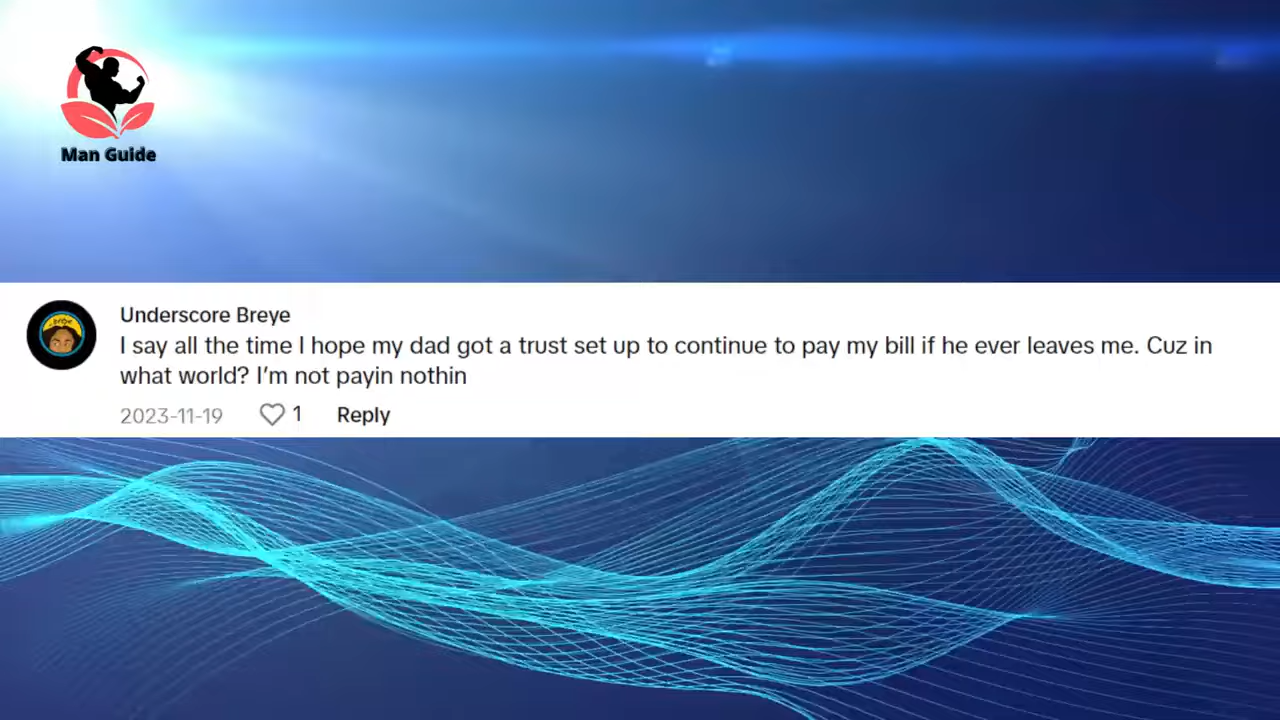 Man Guide
Underscore Breye
I say all the time I hope my dad got a trust set up to continue to pay my bill if he ever leaves me. Cuz in
what world? I’m not payin nothin
2023-11-19 1 Reply